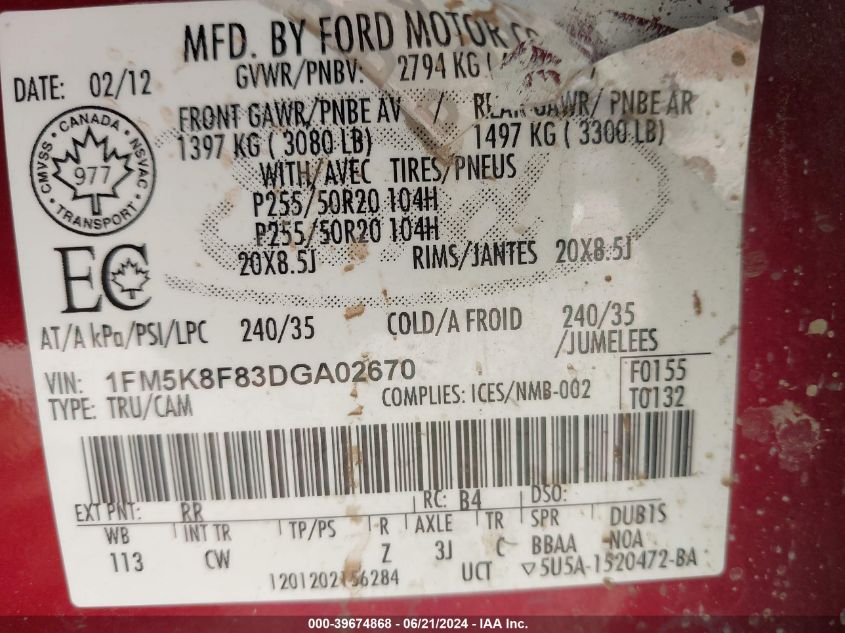 MFD. BY FORD MOTOR
DATE: 02/12 GVWR/PNBV: 2794 KG (
FRONT GAWR/PNBE AV / REAR GAWR/ PNBE AR
1397 KG ( 3080 LB) 1497 KG ( 3300 LB)
WITH/AVEC TIRES/PNEUS
P255/50R20 104H
P255/50R20 104H
20X8.5J RIMS/JANTES 20X8.5J
CANADA
CMVSS NSVAC
977
TRANSPORT
EC
AT/A kPa/PSI/LPC 240/35 COLD/A FROID 240/35
/JUMELEES
VIN: 1FM5K8F83DGA02670 F0155
TYPE: TRU/CAM COMPLIES: ICES/NMB-002 T0132
EXT PNT: RR RC: B4 DSO:
WB INT TR TP/PS R AXLE TR SPR DUB1S
113 CW Z 3J C BBAA N0A
1201202156284 UCT ▽5U5A-1520472-BA
000-39674868 - 06/21/2024 - IAA Inc.